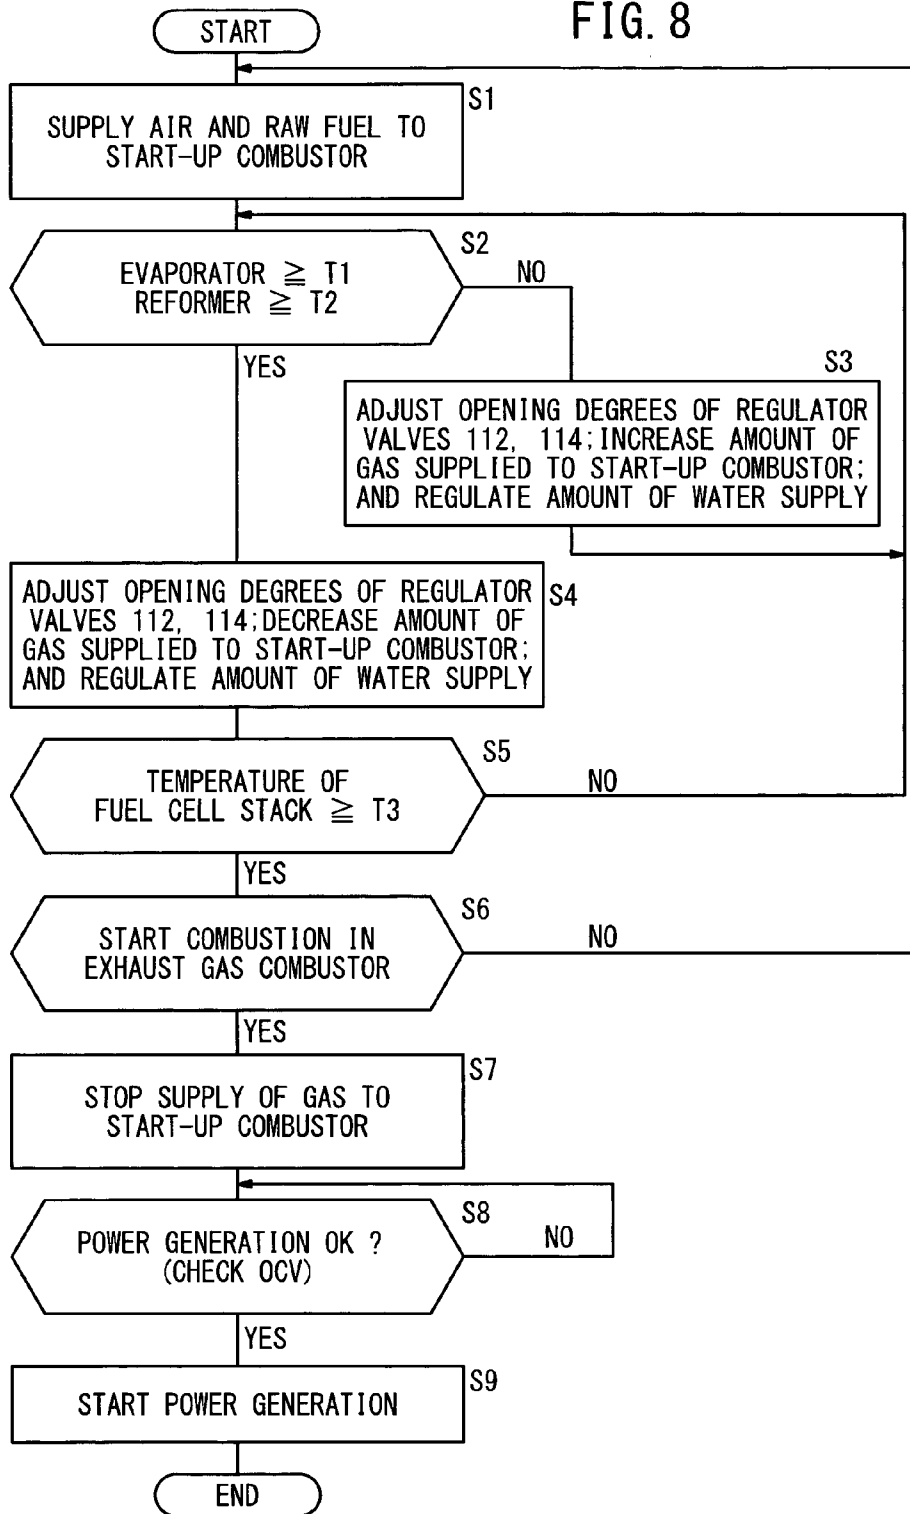 FIG. 8
START
S1
SUPPLY AIR AND RAW FUEL TO
START-UP COMBUSTOR
S2
EVAPORATOR ≧ T1
REFORMER ≧ T2
NO
YES
S3
ADJUST OPENING DEGREES OF REGULATOR
VALVES 112, 114;INCREASE AMOUNT OF
GAS SUPPLIED TO START-UP COMBUSTOR;
AND REGULATE AMOUNT OF WATER SUPPLY
S4
ADJUST OPENING DEGREES OF REGULATOR
VALVES 112, 114;DECREASE AMOUNT OF
GAS SUPPLIED TO START-UP COMBUSTOR;
AND REGULATE AMOUNT OF WATER SUPPLY
S5
TEMPERATURE OF
FUEL CELL STACK ≧ T3
NO
YES
S6
START COMBUSTION IN
EXHAUST GAS COMBUSTOR
NO
YES
S7
STOP SUPPLY OF GAS TO
START-UP COMBUSTOR
S8
POWER GENERATION OK ?
(CHECK OCV)
NO
YES
S9
START POWER GENERATION
END